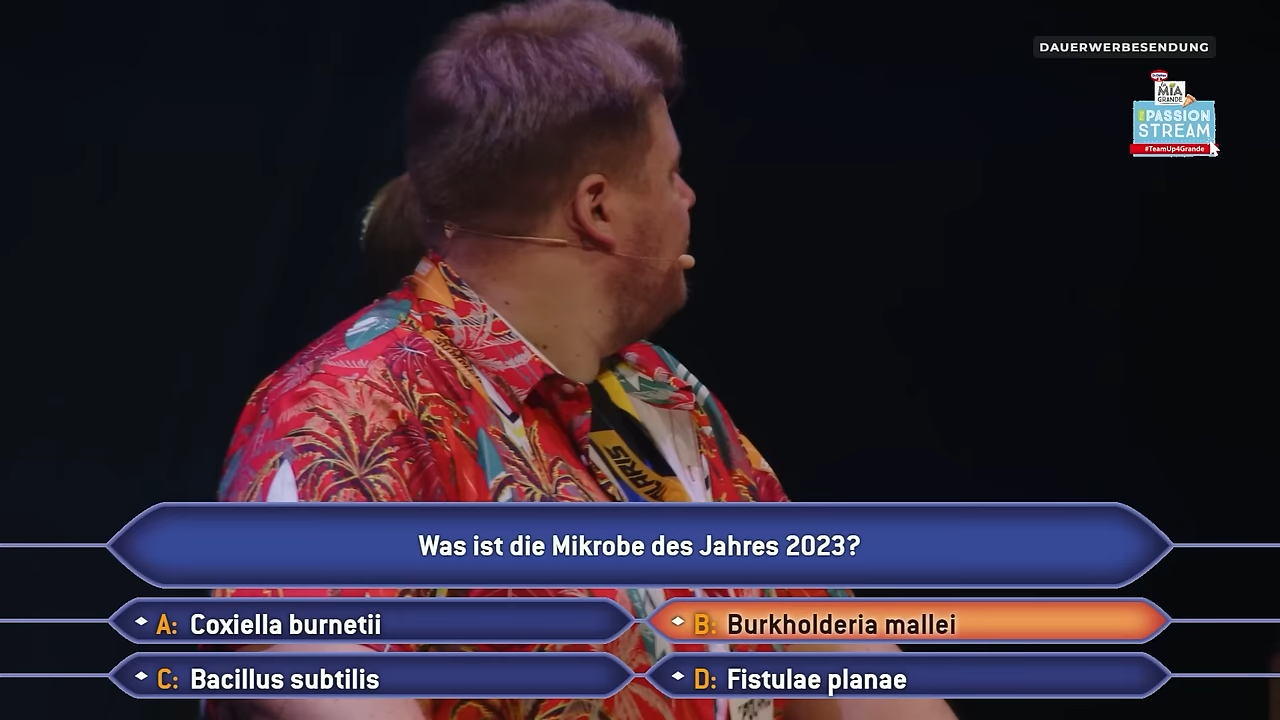 DAUERWERBESENDUNG
MIA
GRANDE
PASSION
STREAM
#TeamUp4Grande
Was ist die Mikrobe des Jahres 2023?
A: Coxiella burnetii
B: Burkholderia mallei
C: Bacillus subtilis
D: Fistulae planae